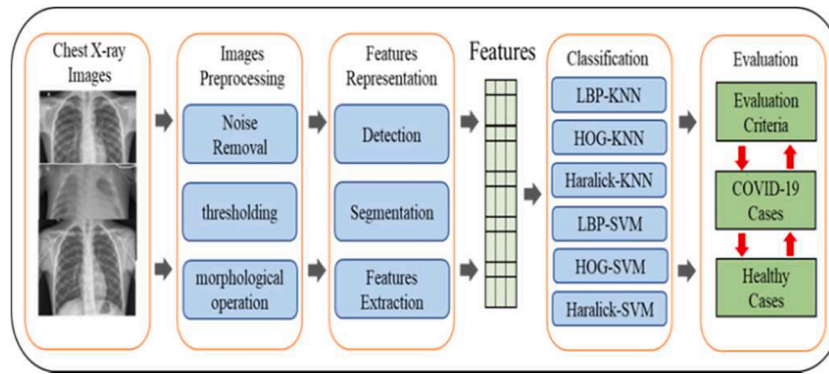 Chest X-ray
Images
Images
Preprocessing
Noise
Removal
thresholding
morphological
operation
Features
Representation
Detection
Segmentation
Features
Extraction
Features
Classification
LBP-KNN
HOG-KNN
Haralick-KNN
LBP-SVM
HOG-SVM
Haralick-SVM
Evaluation
Evaluation
Criteria
COVID-19
Cases
Healthy
Cases